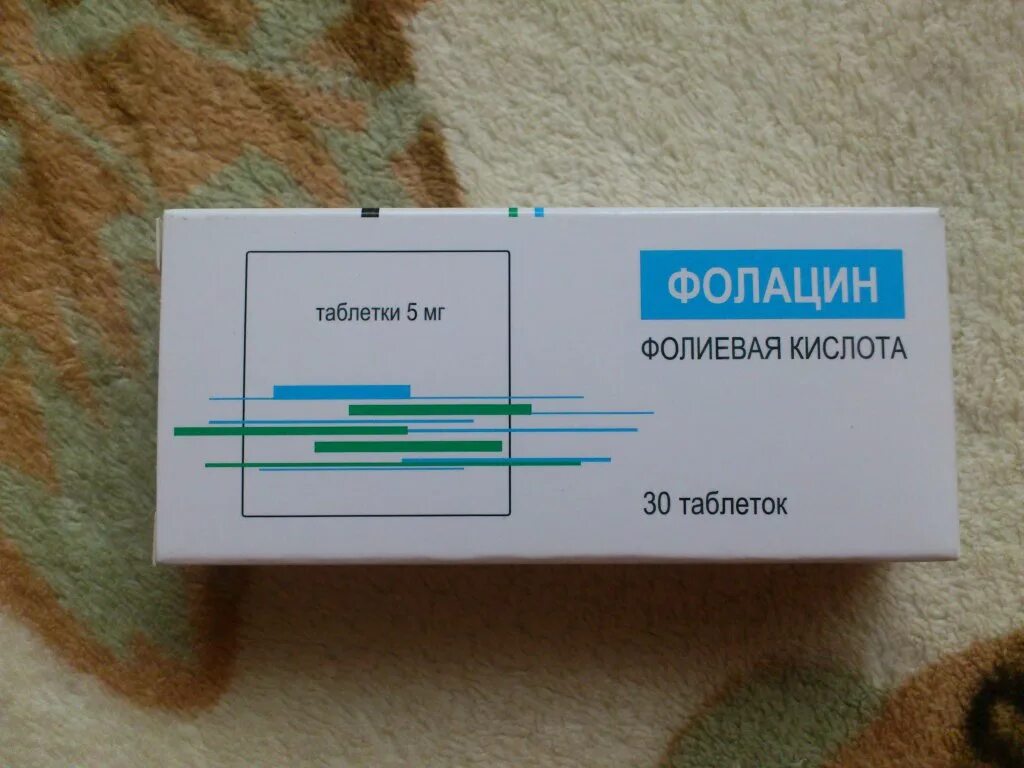 таблетки 5 мг
ФОЛАЦИН
ФОЛИЕВАЯ КИСЛОТА
30 таблеток